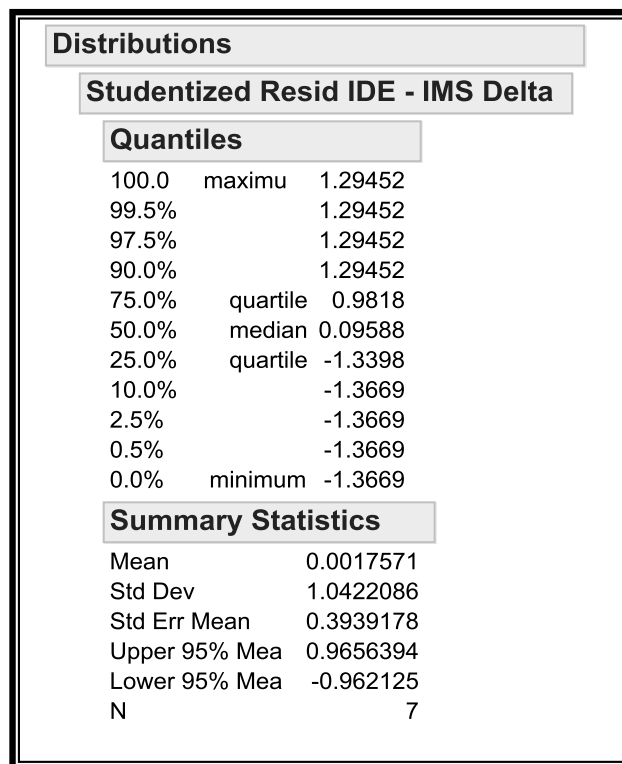 Distributions
Studentized Resid IDE - IMS Delta
Quantiles
100.0 maximu 1.29452
99.5% 1.29452
97.5% 1.29452
90.0% 1.29452
75.0% quartile 0.9818
50.0% median 0.09588
25.0% quartile -1.3398
10.0% -1.3669
2.5% -1.3669
0.5% -1.3669
0.0% minimum -1.3669
Summary Statistics
Mean 0.0017571
Std Dev 1.0422086
Std Err Mean 0.3939178
Upper 95% Mea 0.9656394
Lower 95% Mea -0.962125
N 7